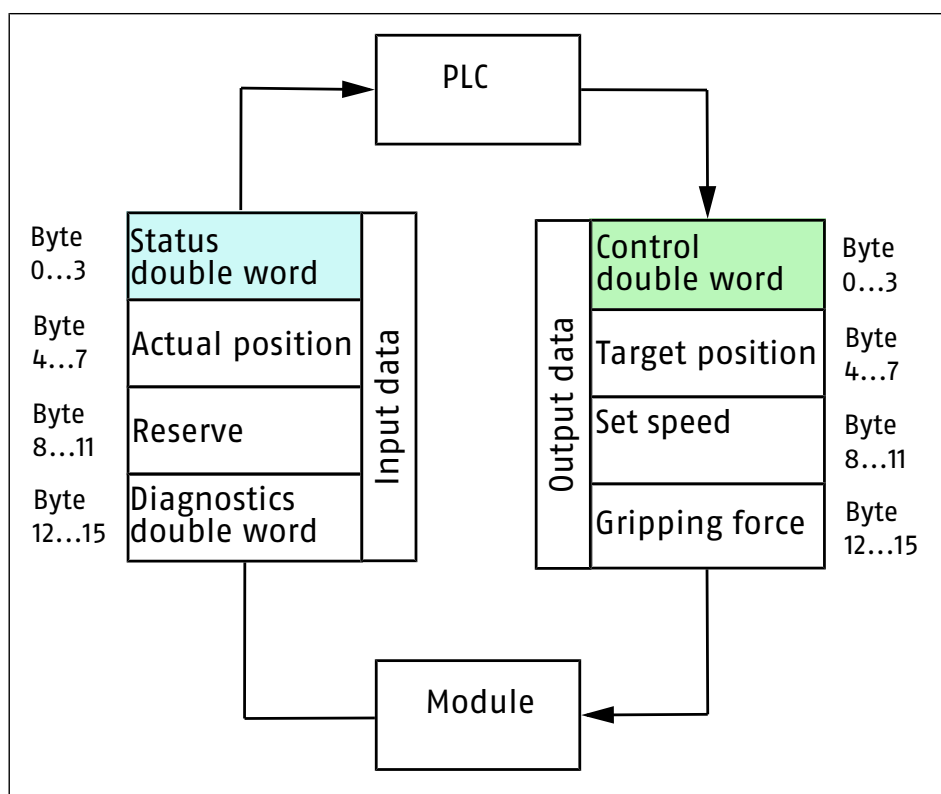 PLC
Byte
0...3
Status
double word
Byte
4...7
Actual position
Byte
8...11
Reserve
Byte
12...15
Diagnostics
double word
Input data
Output data
Control
double word
Byte
0...3
Target position
Byte
4...7
Set speed
Byte
8...11
Gripping force
Byte
12...15
Module